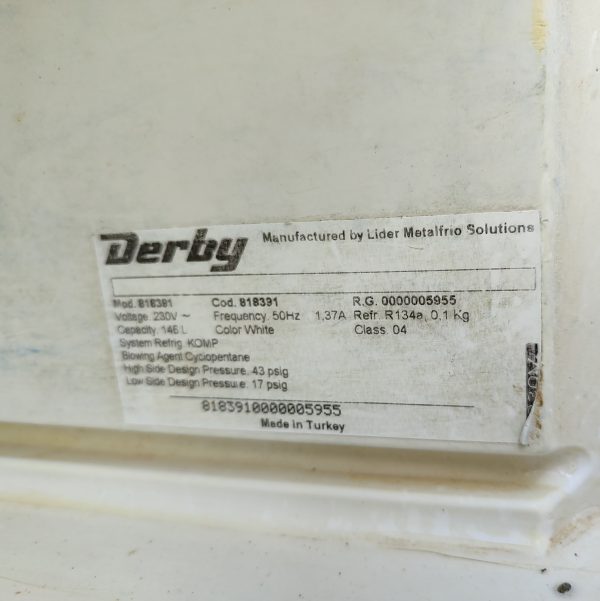 Derby
Manufactured by Lider Metalfrio Solutions
Mod. 818391 Cod. 818391 R.G. 0000005955
Voltage. 230V ~ Frequency. 50Hz 1,37A Refr. R134a, 0,1 Kg
Capacity. 146 L Color White Class. 04
System Refrig. KOMP
Blowing Agent Cyclopentane
High Side Design Pressure. 43 psig
Low Side Design Pressure. 17 psig
8183910000005955
Made in Turkey